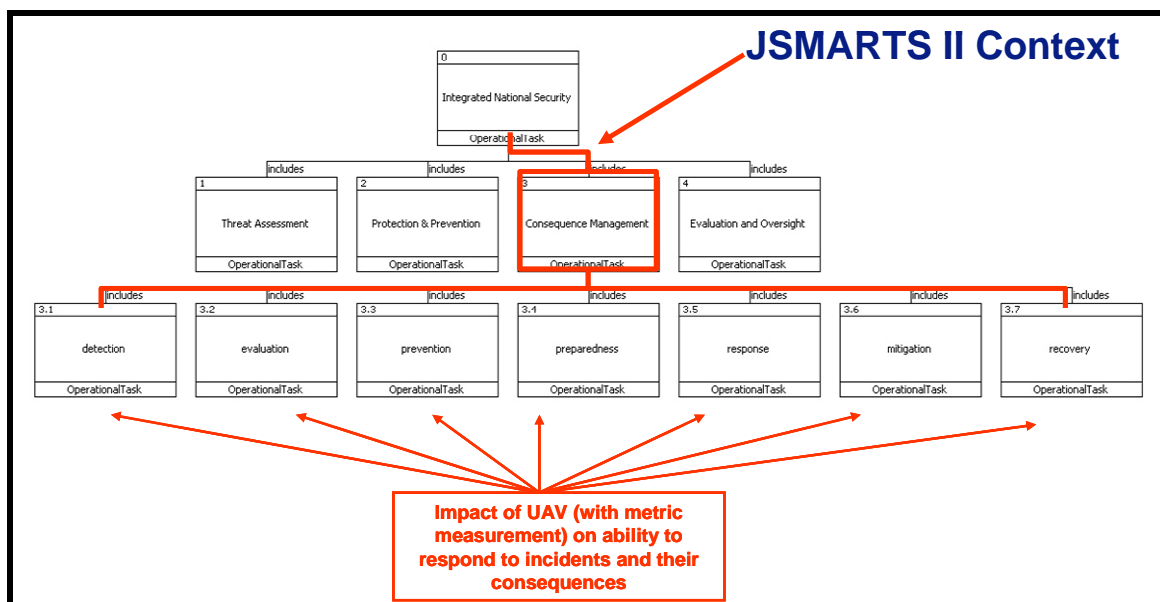 JSMARTS II Context
0
Integrated National Security
OperationalTask
includes includes includes includes
1 2 3 4
Threat Assessment Protection & Prevention Consequence Management Evaluation and Oversight
OperationalTask OperationalTask OperationalTask OperationalTask
includes includes includes includes includes includes includes
3.1 3.2 3.3 3.4 3.5 3.6 3.7
detection evaluation prevention preparedness response mitigation recovery
OperationalTask OperationalTask OperationalTask OperationalTask OperationalTask OperationalTask OperationalTask
Impact of UAV (with metric
measurement) on ability to
respond to incidents and their
consequences